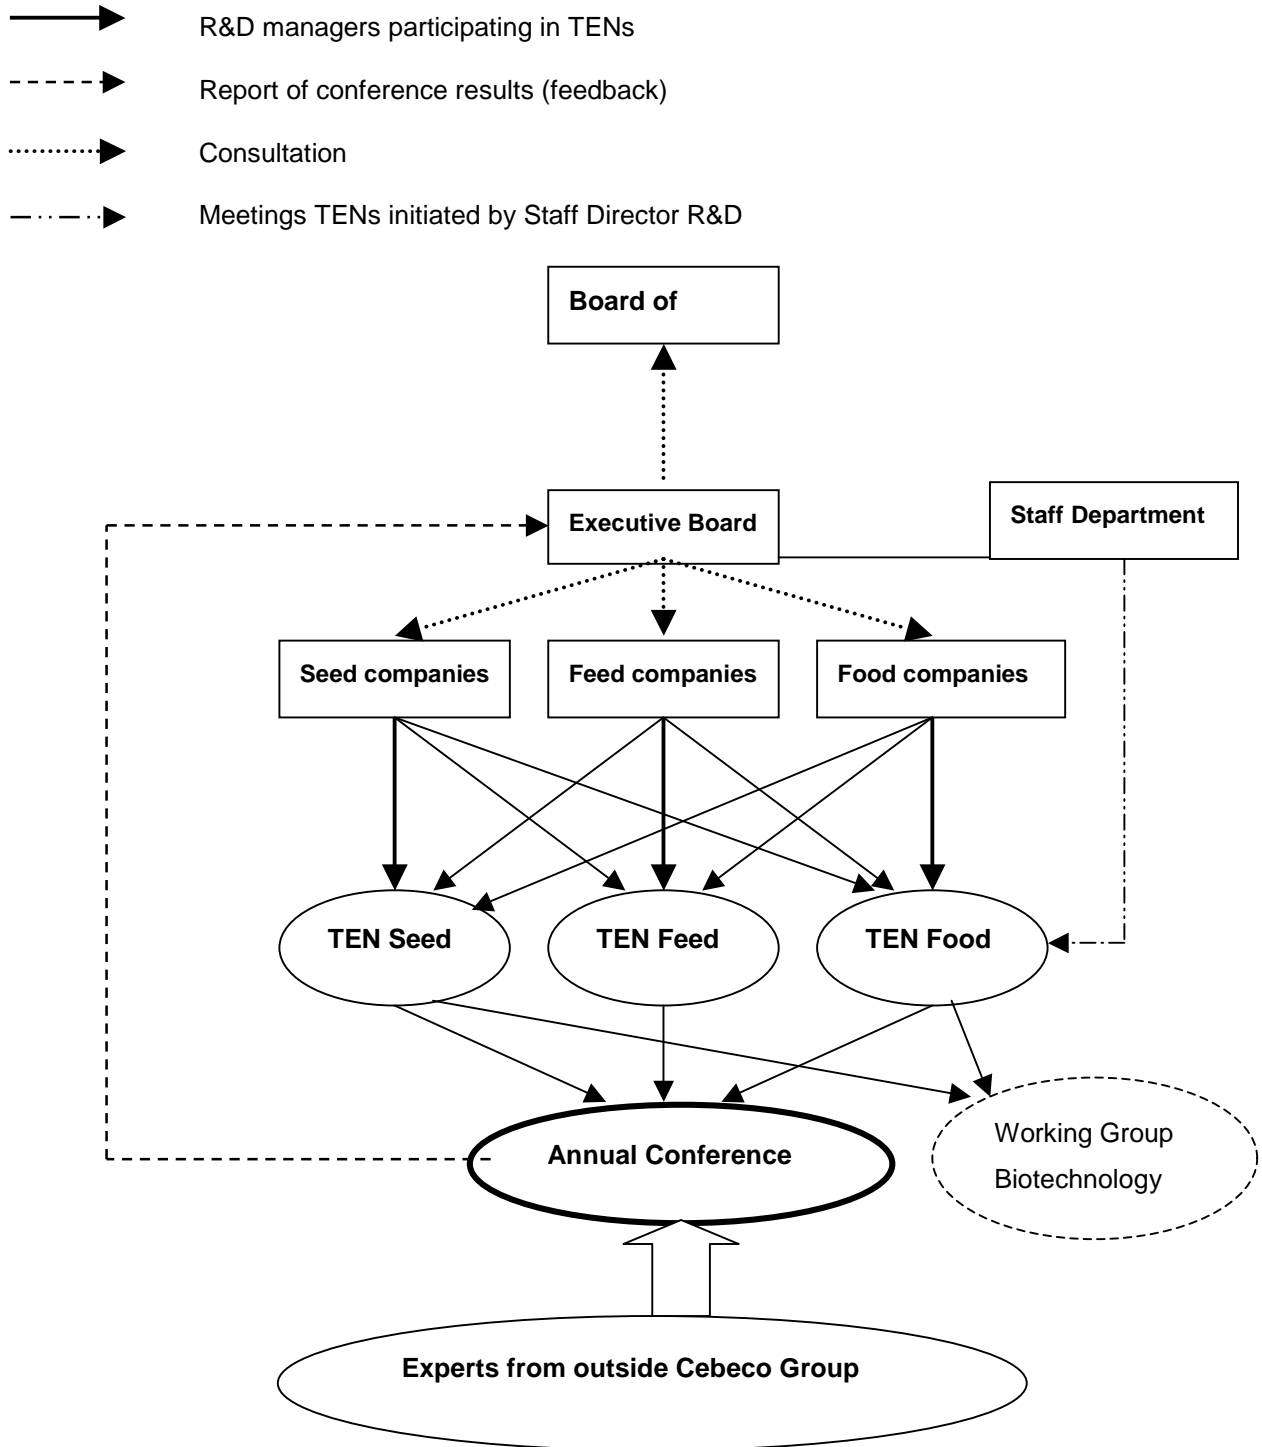 R&D managers participating in TENs
Report of conference results (feedback)
Consultation
Meetings TENs initiated by Staff Director R&D
Board of
Executive Board
Staff Department
Seed companies
Feed companies
Food companies
TEN Seed
TEN Feed
TEN Food
Annual Conference
Working Group
Biotechnology
Experts from outside Cebeco Group